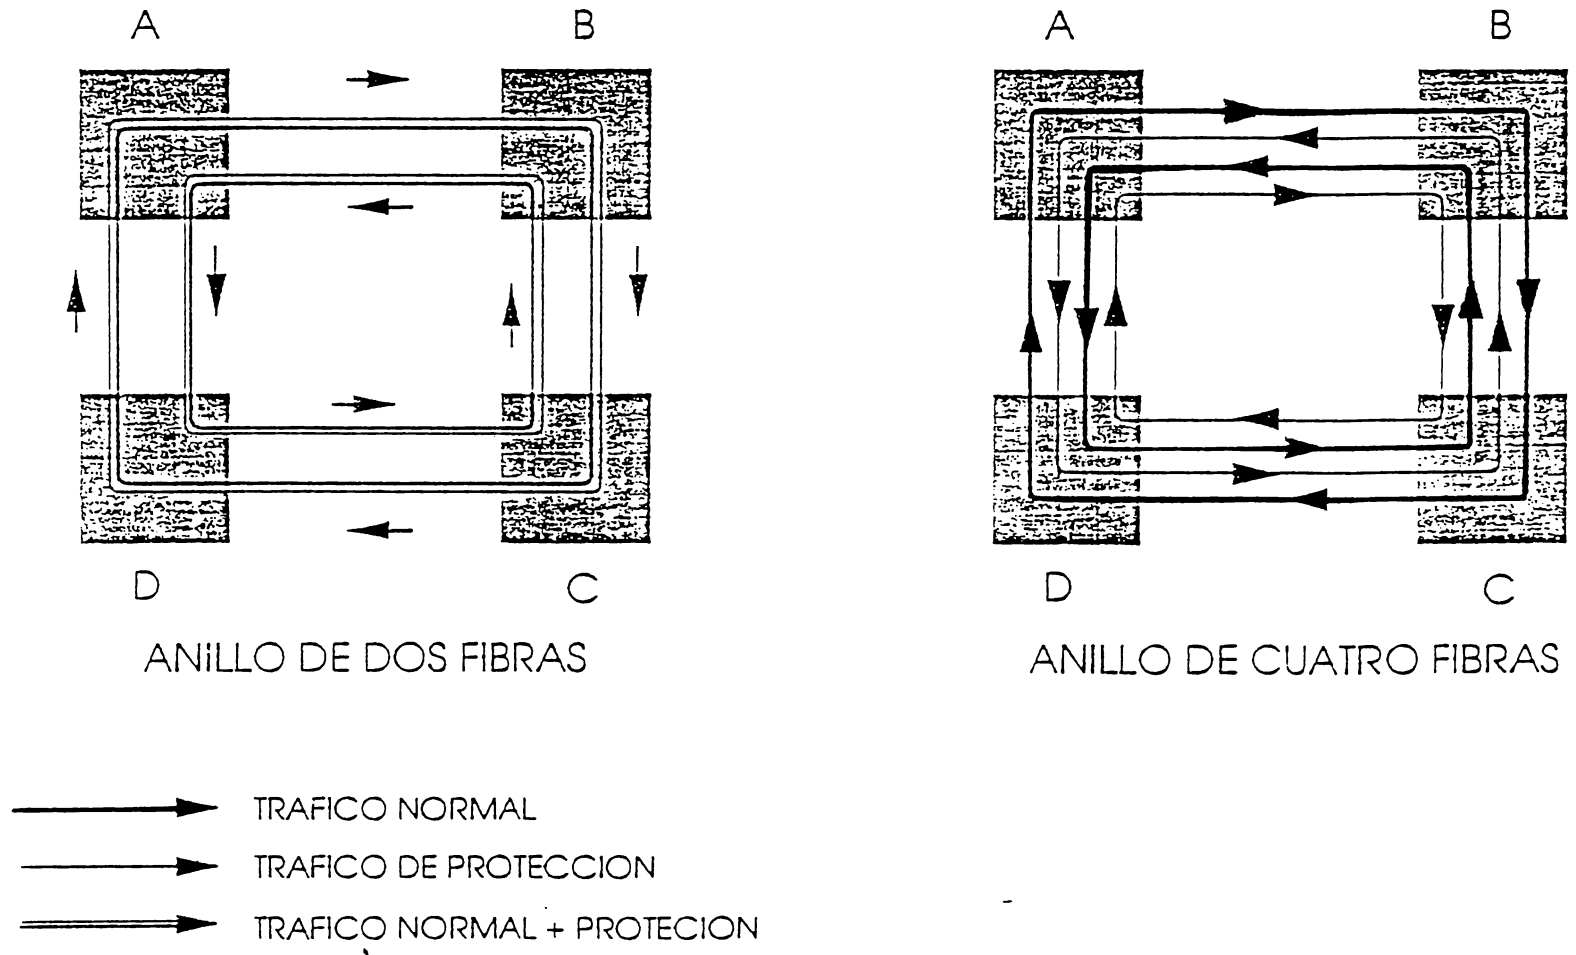 A
B
D
C
ANILLO DE DOS FIBRAS
A
B
D
C
ANILLO DE CUATRO FIBRAS
TRAFICO NORMAL
TRAFICO DE PROTECCION
TRAFICO NORMAL + PROTECION